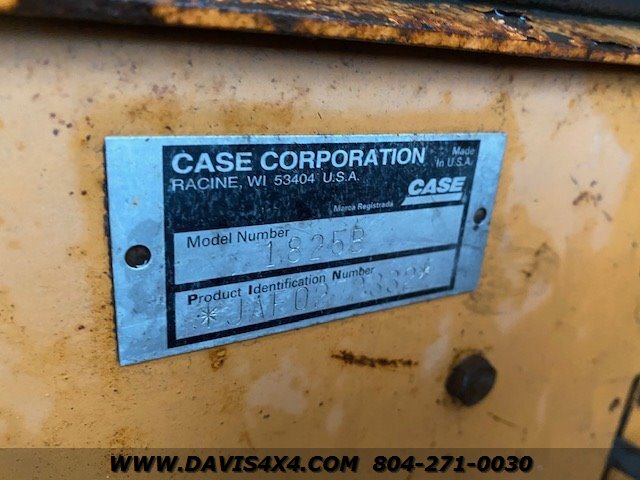 CASE CORPORATION
RACINE, WI 53404 U.S.A.
Made
in U.S.A.
CASE
Marca Registrada
Model Number
1825B
Product Identification Number
WWW.DAVIS4X4.COM 804-271-0030